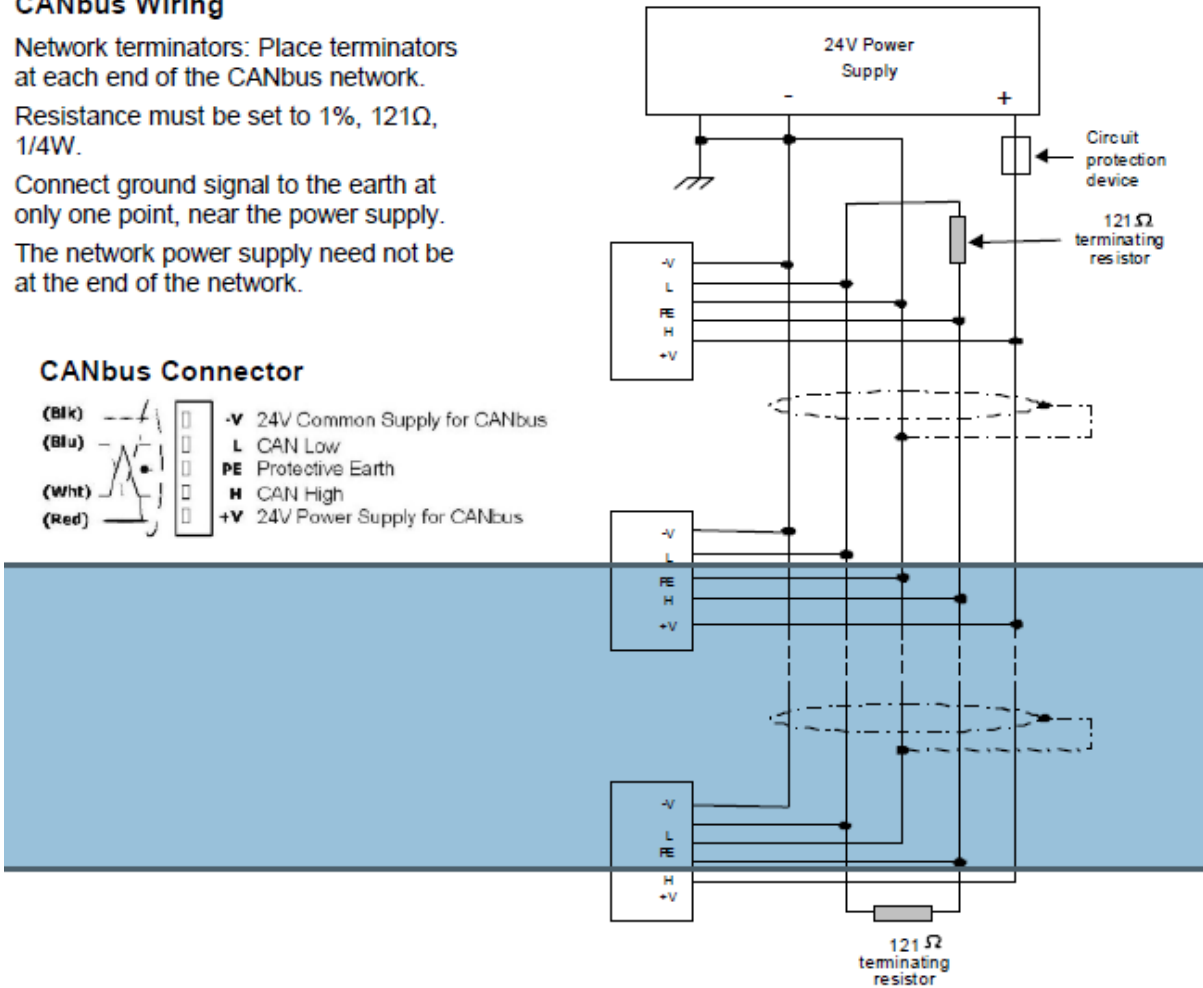 CANbus Wiring
Network terminators: Place terminators
at each end of the CANbus network.
Resistance must be set to 1%, 121Ω,
1/4W.
Connect ground signal to the earth at
only one point, near the power supply.
The network power supply need not be
at the end of the network.
CANbus Connector
(Blk)
-V 24V Common Supply for CANbus
(Blu)
L CAN Low
PE Protective Earth
(Wht)
H CAN High
(Red)
+V 24V Power Supply for CANbus
24V Power
Supply
- +
Circuit
protection
device
121 Ω
terminating
resistor
-V
L
PE
H
+V
-V
L
PE
H
+V
-V
L
PE
H
+V
121 Ω
terminating
resistor